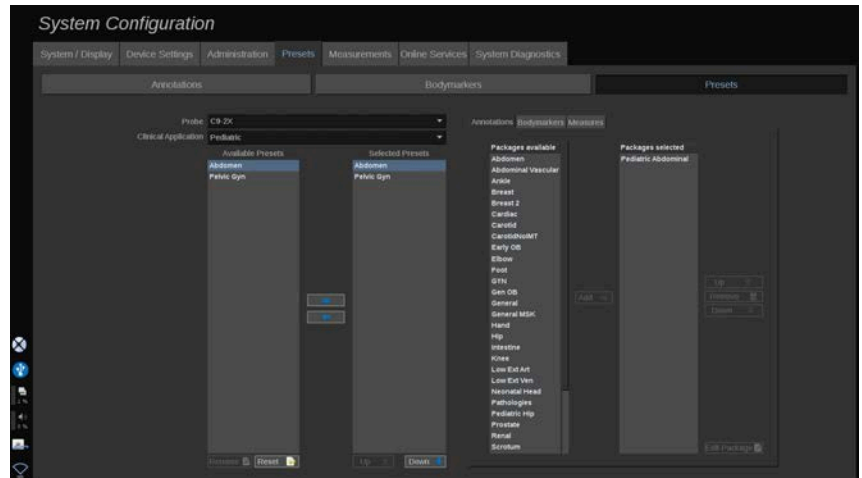 System Configuration
System / Display Device Settings Administration Presets Measurements Online Services System Diagnostics
Annotations Bodymarkers Presets
Probe C9-2X
Clinical Application Pediatric
Available Presets Selected Presets
Abdomen Abdomen
Pelvic Gyn Pelvic Gyn
Reset Up Down
Annotations Bodymarkers Measures
Packages available Packages selected
Abdomen Pediatric Abdominal
Abdominal Vascular
Ankle
Breast
Breast 2
Cardiac
Carotid
CarotidNoIMT
Early OB
Elbow
Foot
GYN
Gen OB
General
General MSK
Hand
Hip
Intestine
Knee
Low Ext Art
Low Ext Ven
Neonatal Head
Pathologies
Pediatric Hip
Prostate
Renal
Scrotum
Add
Up
Remove
Down
Edit Package